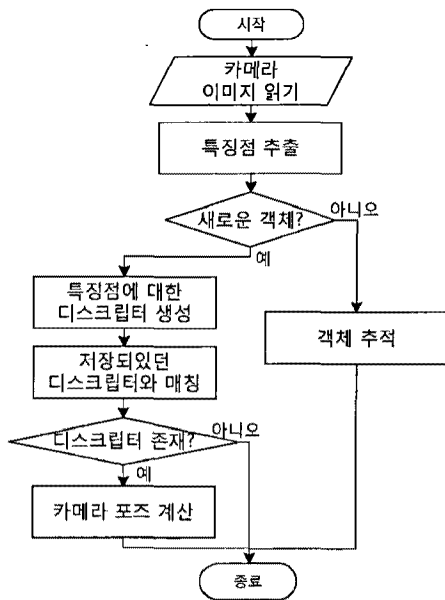 시작
카메라
이미지 읽기
특징점 추출
새로운 객체?
아니오
예
특징점에 대한
디스크립터 생성
객체 추적
저장되있던
디스크립터와 매칭
디스크립터 존재?
아니오
예
카메라 포즈 계산
종료